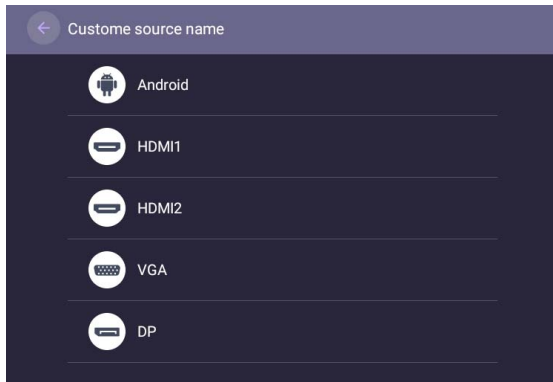 Custome source name
Android
HDMI1
HDMI2
VGA
DP